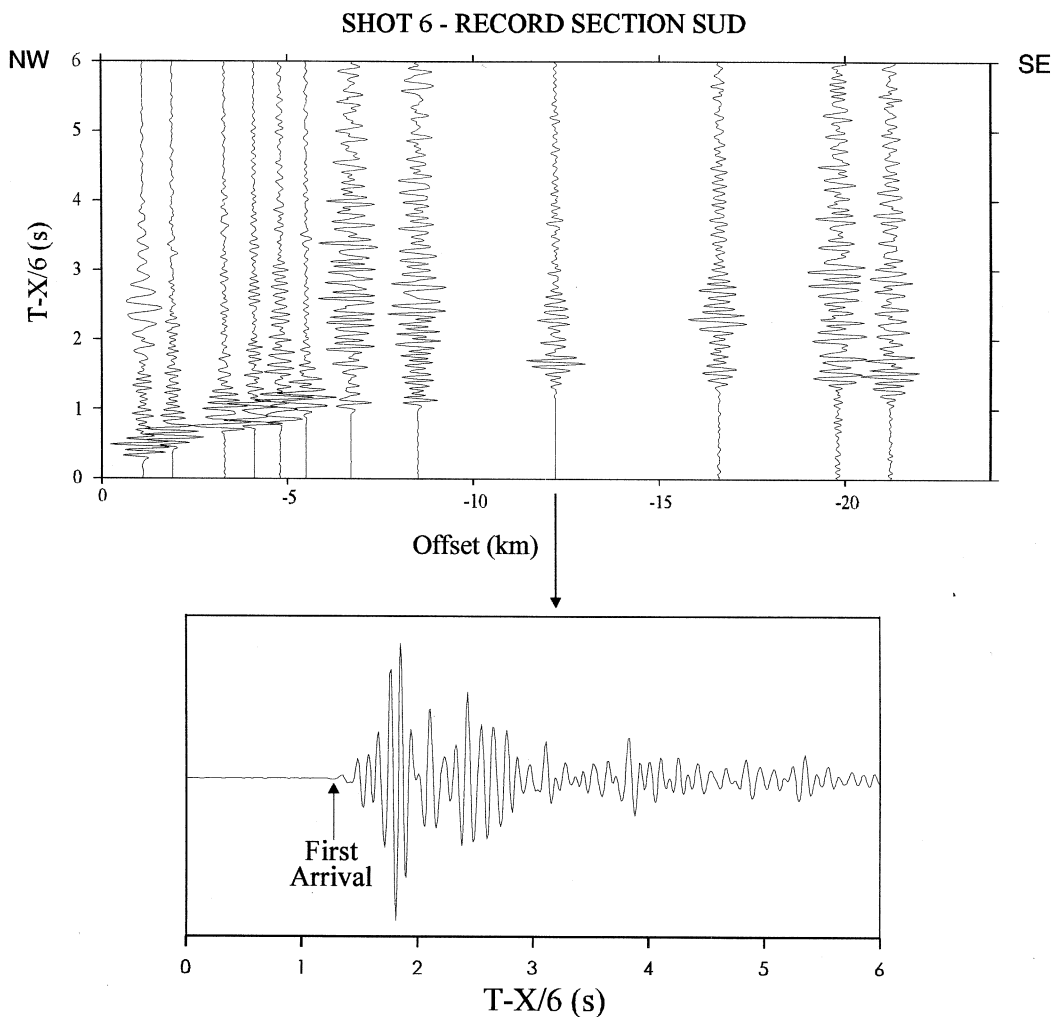 SHOT 6 - RECORD SECTION SUD
NW
SE
6
5
4
3
2
1
0
T-X/6 (s)
0 -5 -10 -15 -20
Offset (km)
First
Arrival
0 1 2 3 4 5 6
T-X/6 (s)